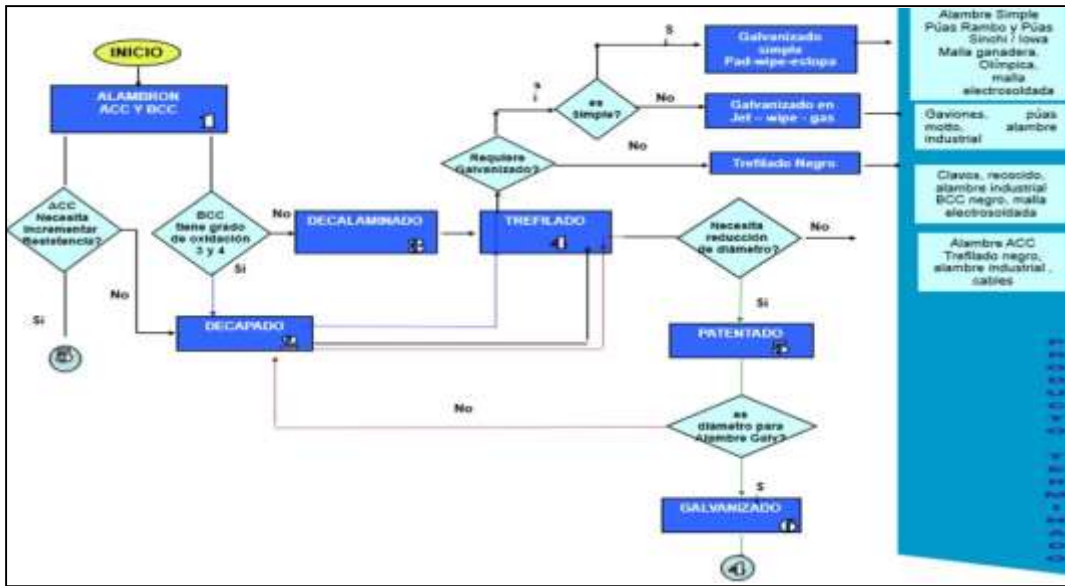 INICIO
ALAMBRON
ACC Y BCC
ACC
Necesita
Incrementar
Resistencia?
BCC
tiene grado
de oxidación
3 y 4
No
Si
No
Si
DECALAMINADO
TREFILADO
DECAPADO
Requiere
Galvanizado?
s
i
es
Simple?
S
i
No
No
Galvanizado
simple
Pad-wipe-estopa
Galvanizado en
Jet - wipe - gas
Trefilado Negro
Necesita
reducción
de diámetro?
No
Si
PATENTADO
es
diámetro para
Alambre Galv?
No
S
i
GALVANIZADO
Alambre Simple
Púas Rambo y Púas
Sinchi / Iowa
Malla ganadera,
Olímpica,
malla
electrosoldada
Gaviones, púas
motto, alambre
industrial
Clavos, recocido,
alambre industrial
BCC negro, malla
electrosoldada
Alambre ACC
Trefilado negro,
alambre industrial ,
cables